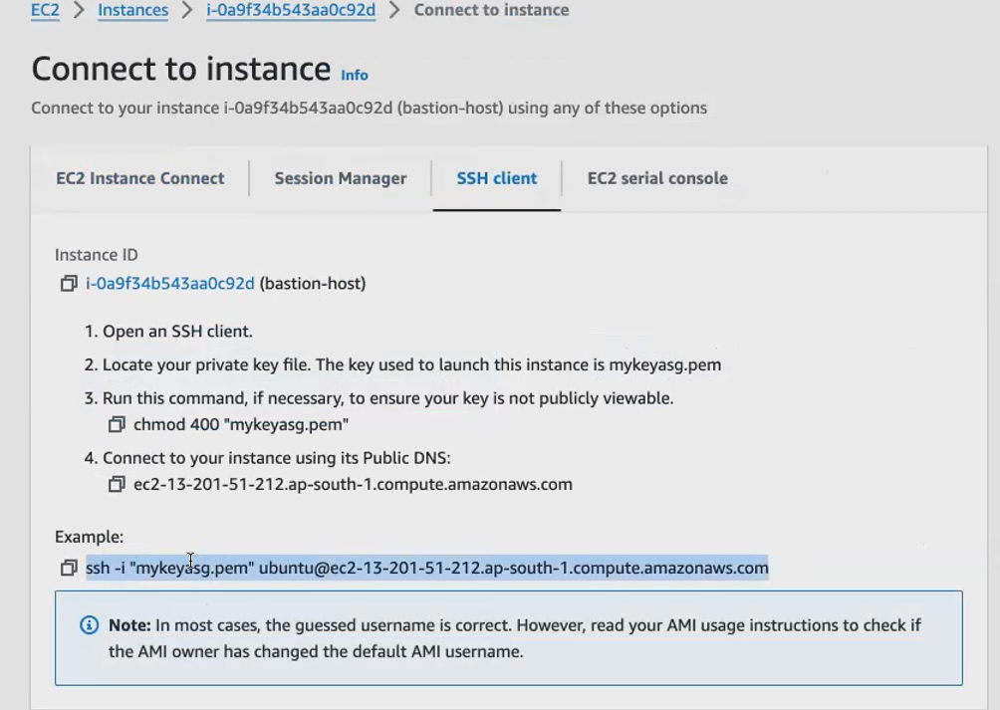 EC2 > Instances > i-0a9f34b543aa0c92d > Connect to instance
Connect to instance Info
Connect to your instance i-0a9f34b543aa0c92d (bastion-host) using any of these options
EC2 Instance Connect Session Manager SSH client EC2 serial console
Instance ID
i-0a9f34b543aa0c92d (bastion-host)
1. Open an SSH client.
2. Locate your private key file. The key used to launch this instance is mykeyasg.pem
3. Run this command, if necessary, to ensure your key is not publicly viewable.
chmod 400 "mykeyasg.pem"
4. Connect to your instance using its Public DNS:
ec2-13-201-51-212.ap-south-1.compute.amazonaws.com
Example:
ssh -i "mykeyasg.pem" ubuntu@ec2-13-201-51-212.ap-south-1.compute.amazonaws.com
Note: In most cases, the guessed username is correct. However, read your AMI usage instructions to check if
the AMI owner has changed the default AMI username.